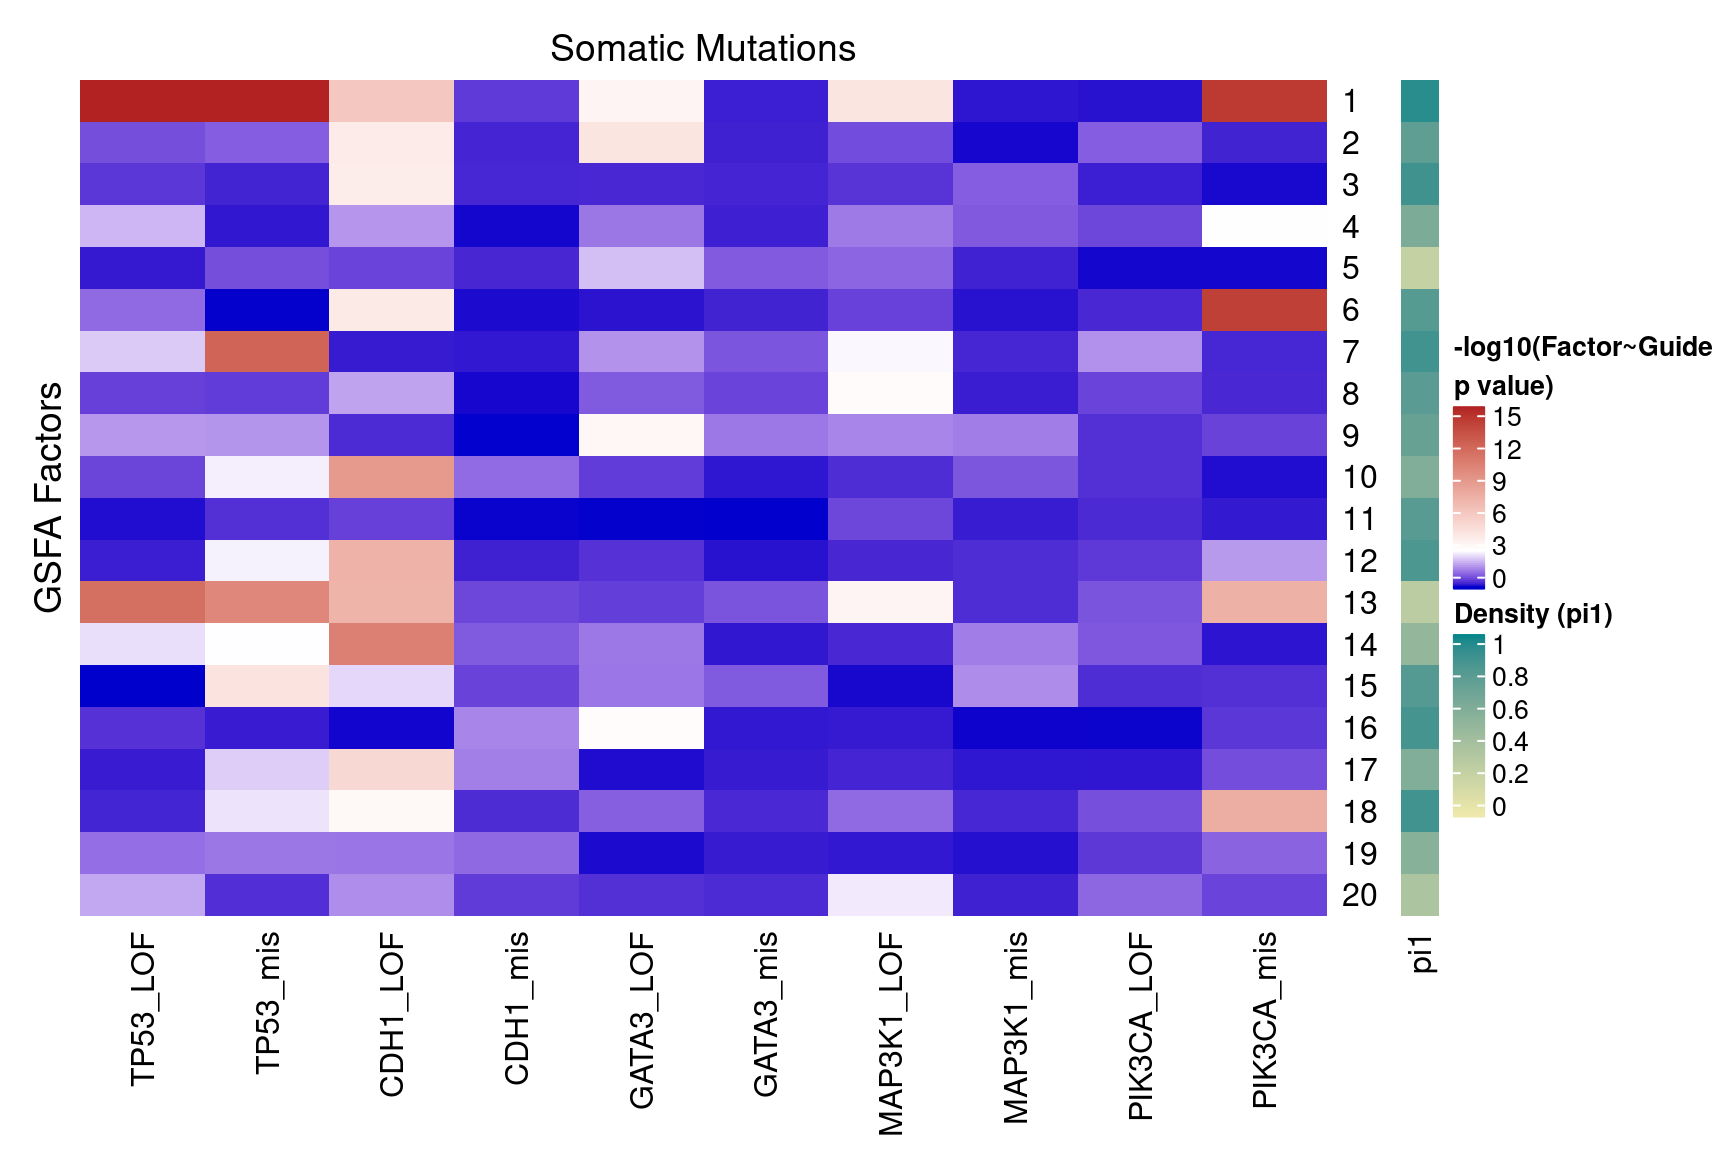 Somatic Mutations
GSFA Factors
1
2
3
4
5
6
7
8
9
10
11
12
13
14
15
16
17
18
19
20
TP53_LOF
TP53_mis
CDH1_LOF
CDH1_mis
GATA3_LOF
GATA3_mis
MAP3K1_LOF
MAP3K1_mis
PIK3CA_LOF
PIK3CA_mis
pi1
-log10(Factor~Guide
p value)
15
12
9
6
3
0
Density (pi1)
1
0.8
0.6
0.4
0.2
0